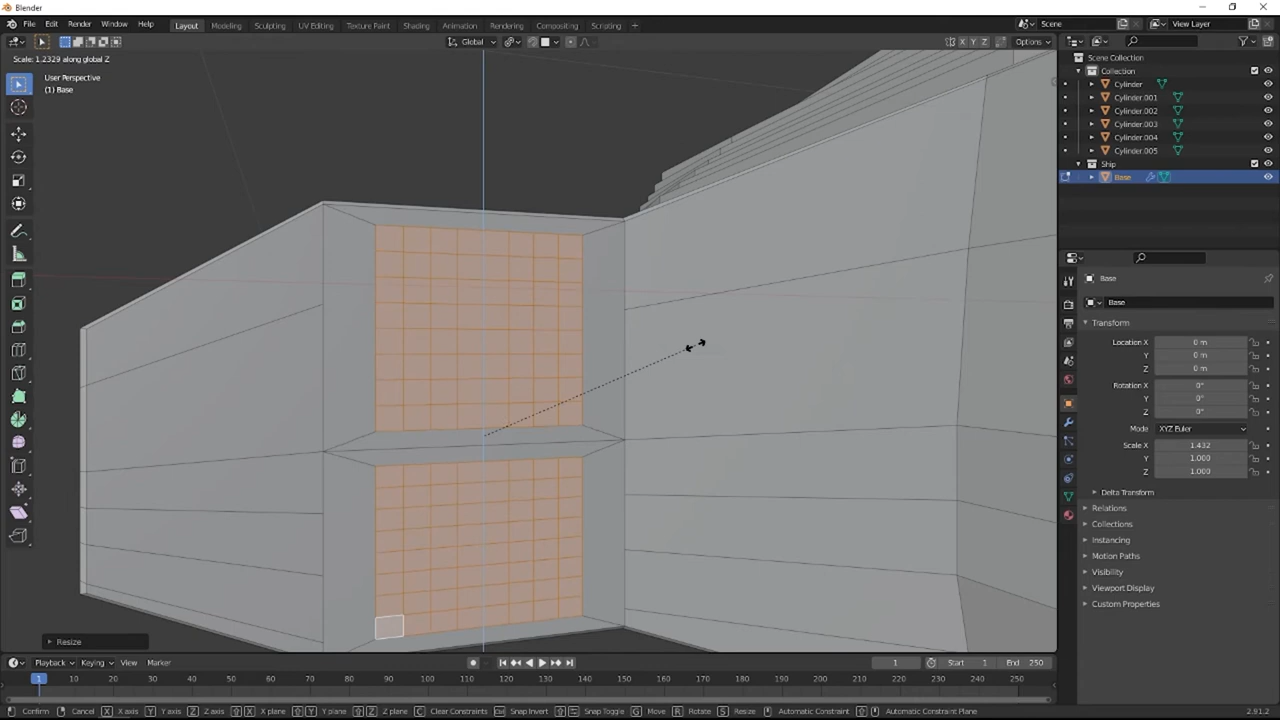 Blender
File Edit Render Window Help
Layout Modeling Sculpting UV Editing Texture Paint Shading Animation Rendering Compositing Scripting +
Scene
View Layer
Global
X Y Z
Options
Scale: 1.2329 along global Z
User Perspective
(1) Base
Resize
Scene Collection
Collection
Cylinder
Cylinder.001
Cylinder.002
Cylinder.003
Cylinder.004
Cylinder.005
Ship
Base
Base
Base
Transform
Location X 0 m
Y 0 m
Z 0 m
Rotation X 0°
Y 0°
Z 0°
Mode XYZ Euler
Scale X 1.432
Y 1.000
Z 1.000
Delta Transform
Relations
Collections
Instancing
Motion Paths
Visibility
Viewport Display
Custom Properties
Playback Keying View Marker
1 Start 1 End 250
1 10 20 30 40 50 60 70 80 90 100 110 120 130 140 150 160 170 180 190 200 210 220 230 240 250
Confirm Cancel X X axis Y Y axis Z Z axis X X plane Y Y plane Z Z plane C Clear Constraints Snap Invert Snap Toggle G Move R Rotate S Resize Automatic Constraint Automatic Constraint Plane
2.91.2